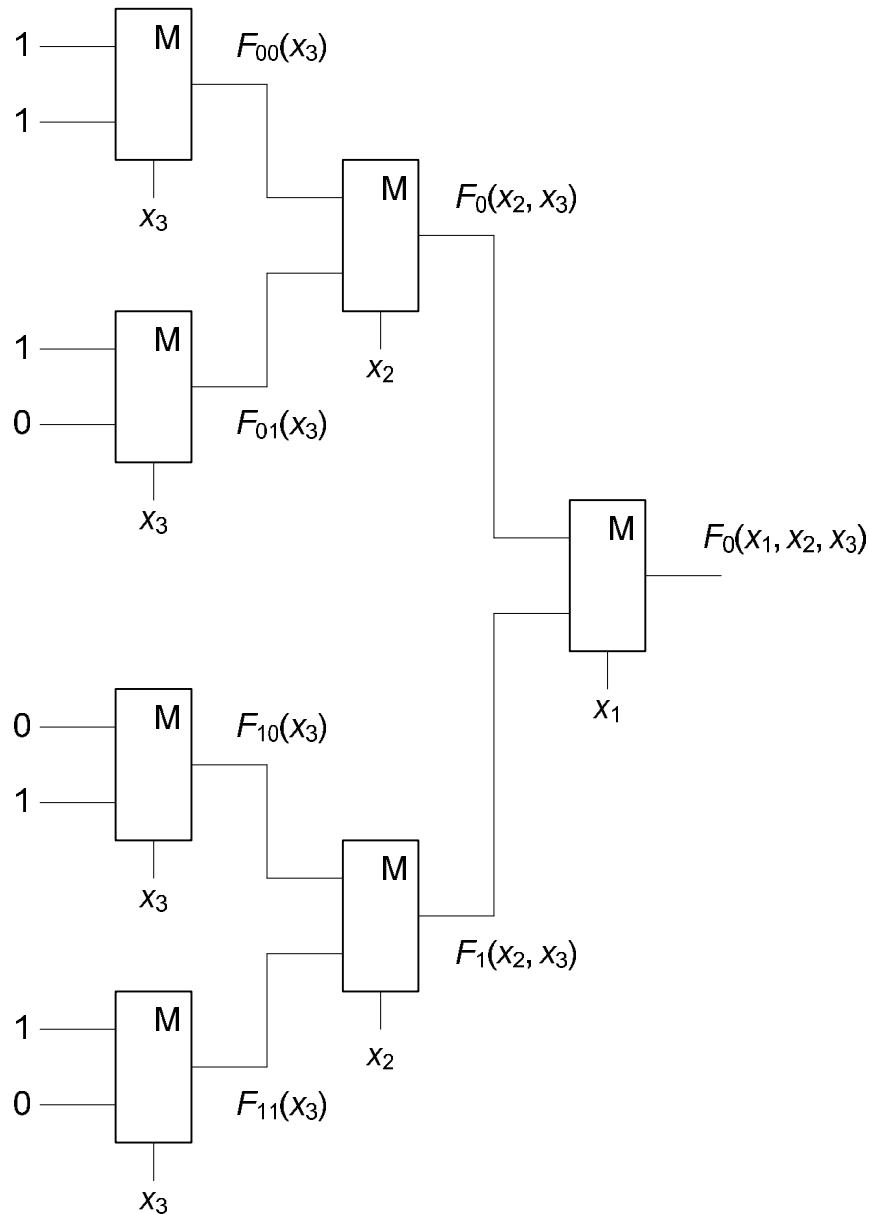 1 M F₀₀(x₃)
1
x₃
M F₀(x₂, x₃)
1 M
x₂
0 F₀₁(x₃)
x₃
M F₀(x₁, x₂, x₃)
x₁
0 M F₁₀(x₃)
1
x₃
M
F₁(x₂, x₃)
1 M
x₂
0 F₁₁(x₃)
x₃